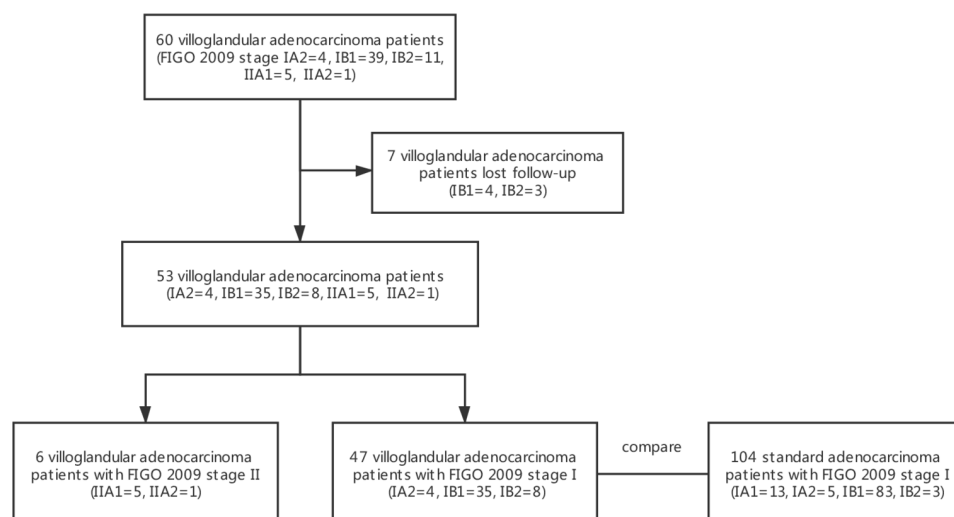 60 villoglandular adenocarcinoma patients
(FIGO 2009 stage IA2=4, IB1=39, IB2=11,
IIA1=5, IIA2=1)
7 villoglandular adenocarcinoma
patients lost follow-up
(IB1=4, IB2=3)
53 villoglandular adenocarcinoma patients
(IA2=4, IB1=35, IB2=8, IIA1=5, IIA2=1)
6 villoglandular adenocarcinoma
patients with FIGO 2009 stage II
(IIA1=5, IIA2=1)
47 villoglandular adenocarcinoma
patients with FIGO 2009 stage I
(IA2=4, IB1=35, IB2=8)
compare
104 standard adenocarcinoma
patients with FIGO 2009 stage I
(IA1=13, IA2=5, IB1=83, IB2=3)